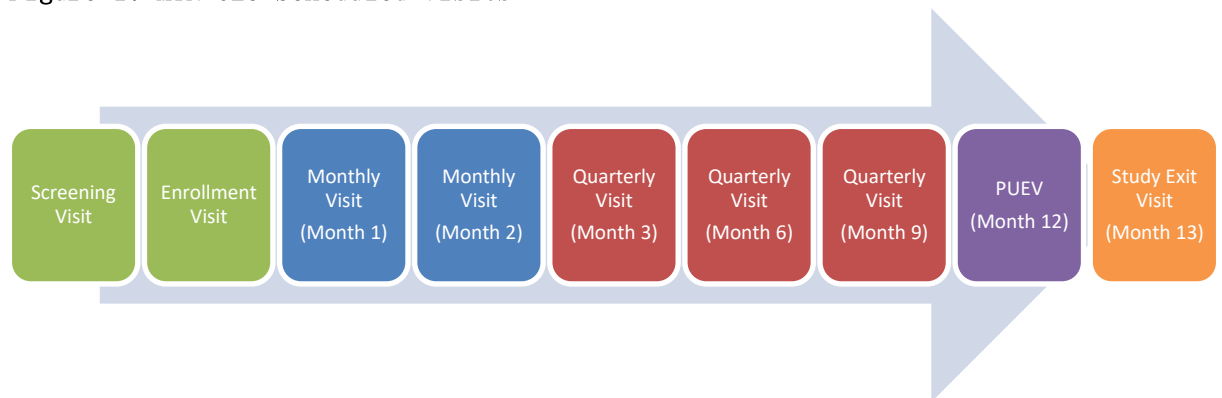 Screening
Visit
Enrollment
Visit
Monthly
Visit
(Month 1)
Monthly
Visit
(Month 2)
Quarterly
Visit
(Month 3)
Quarterly
Visit
(Month 6)
Quarterly
Visit
(Month 9)
PUEV
(Month 12)
Study Exit
Visit
(Month 13)